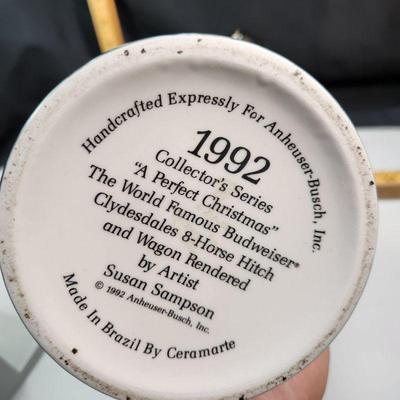 Handcrafted Expressly For Anheuser-Busch, Inc.
1992
Collector's Series
"A Perfect Christmas"
The World Famous Budweiser®
Clydesdales 8-Horse Hitch
and Wagon Rendered
by Artist
Susan Sampson
© 1992 Anheuser-Busch, Inc.
Made In Brazil By Ceramarte